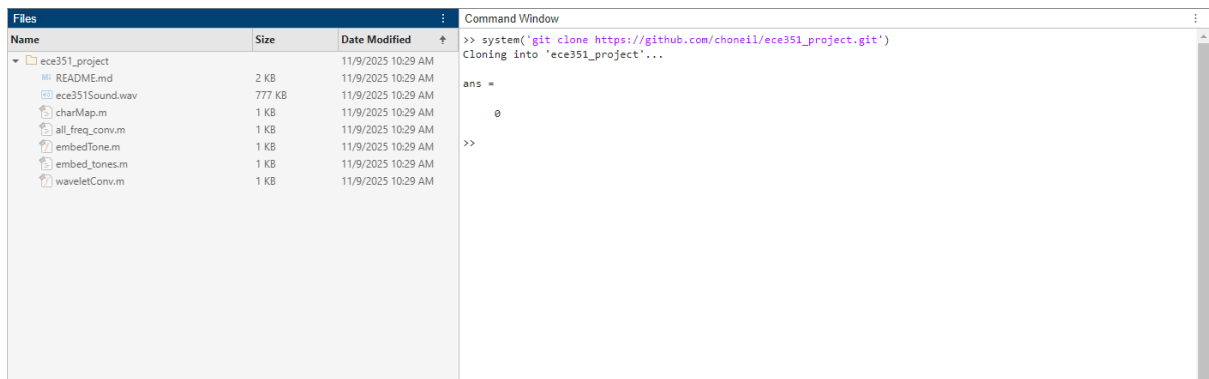 Files
Name Size Date Modified
ece351_project 11/9/2025 10:29 AM
README.md 2 KB 11/9/2025 10:29 AM
ece351Sound.wav 777 KB 11/9/2025 10:29 AM
charMap.m 1 KB 11/9/2025 10:29 AM
all_freq_conv.m 1 KB 11/9/2025 10:29 AM
embedTone.m 1 KB 11/9/2025 10:29 AM
embed_tones.m 1 KB 11/9/2025 10:29 AM
waveletConv.m 1 KB 11/9/2025 10:29 AM
Command Window
>> system('git clone https://github.com/choneil/ece351_project.git')
Cloning into 'ece351_project'...
ans =
0
>>